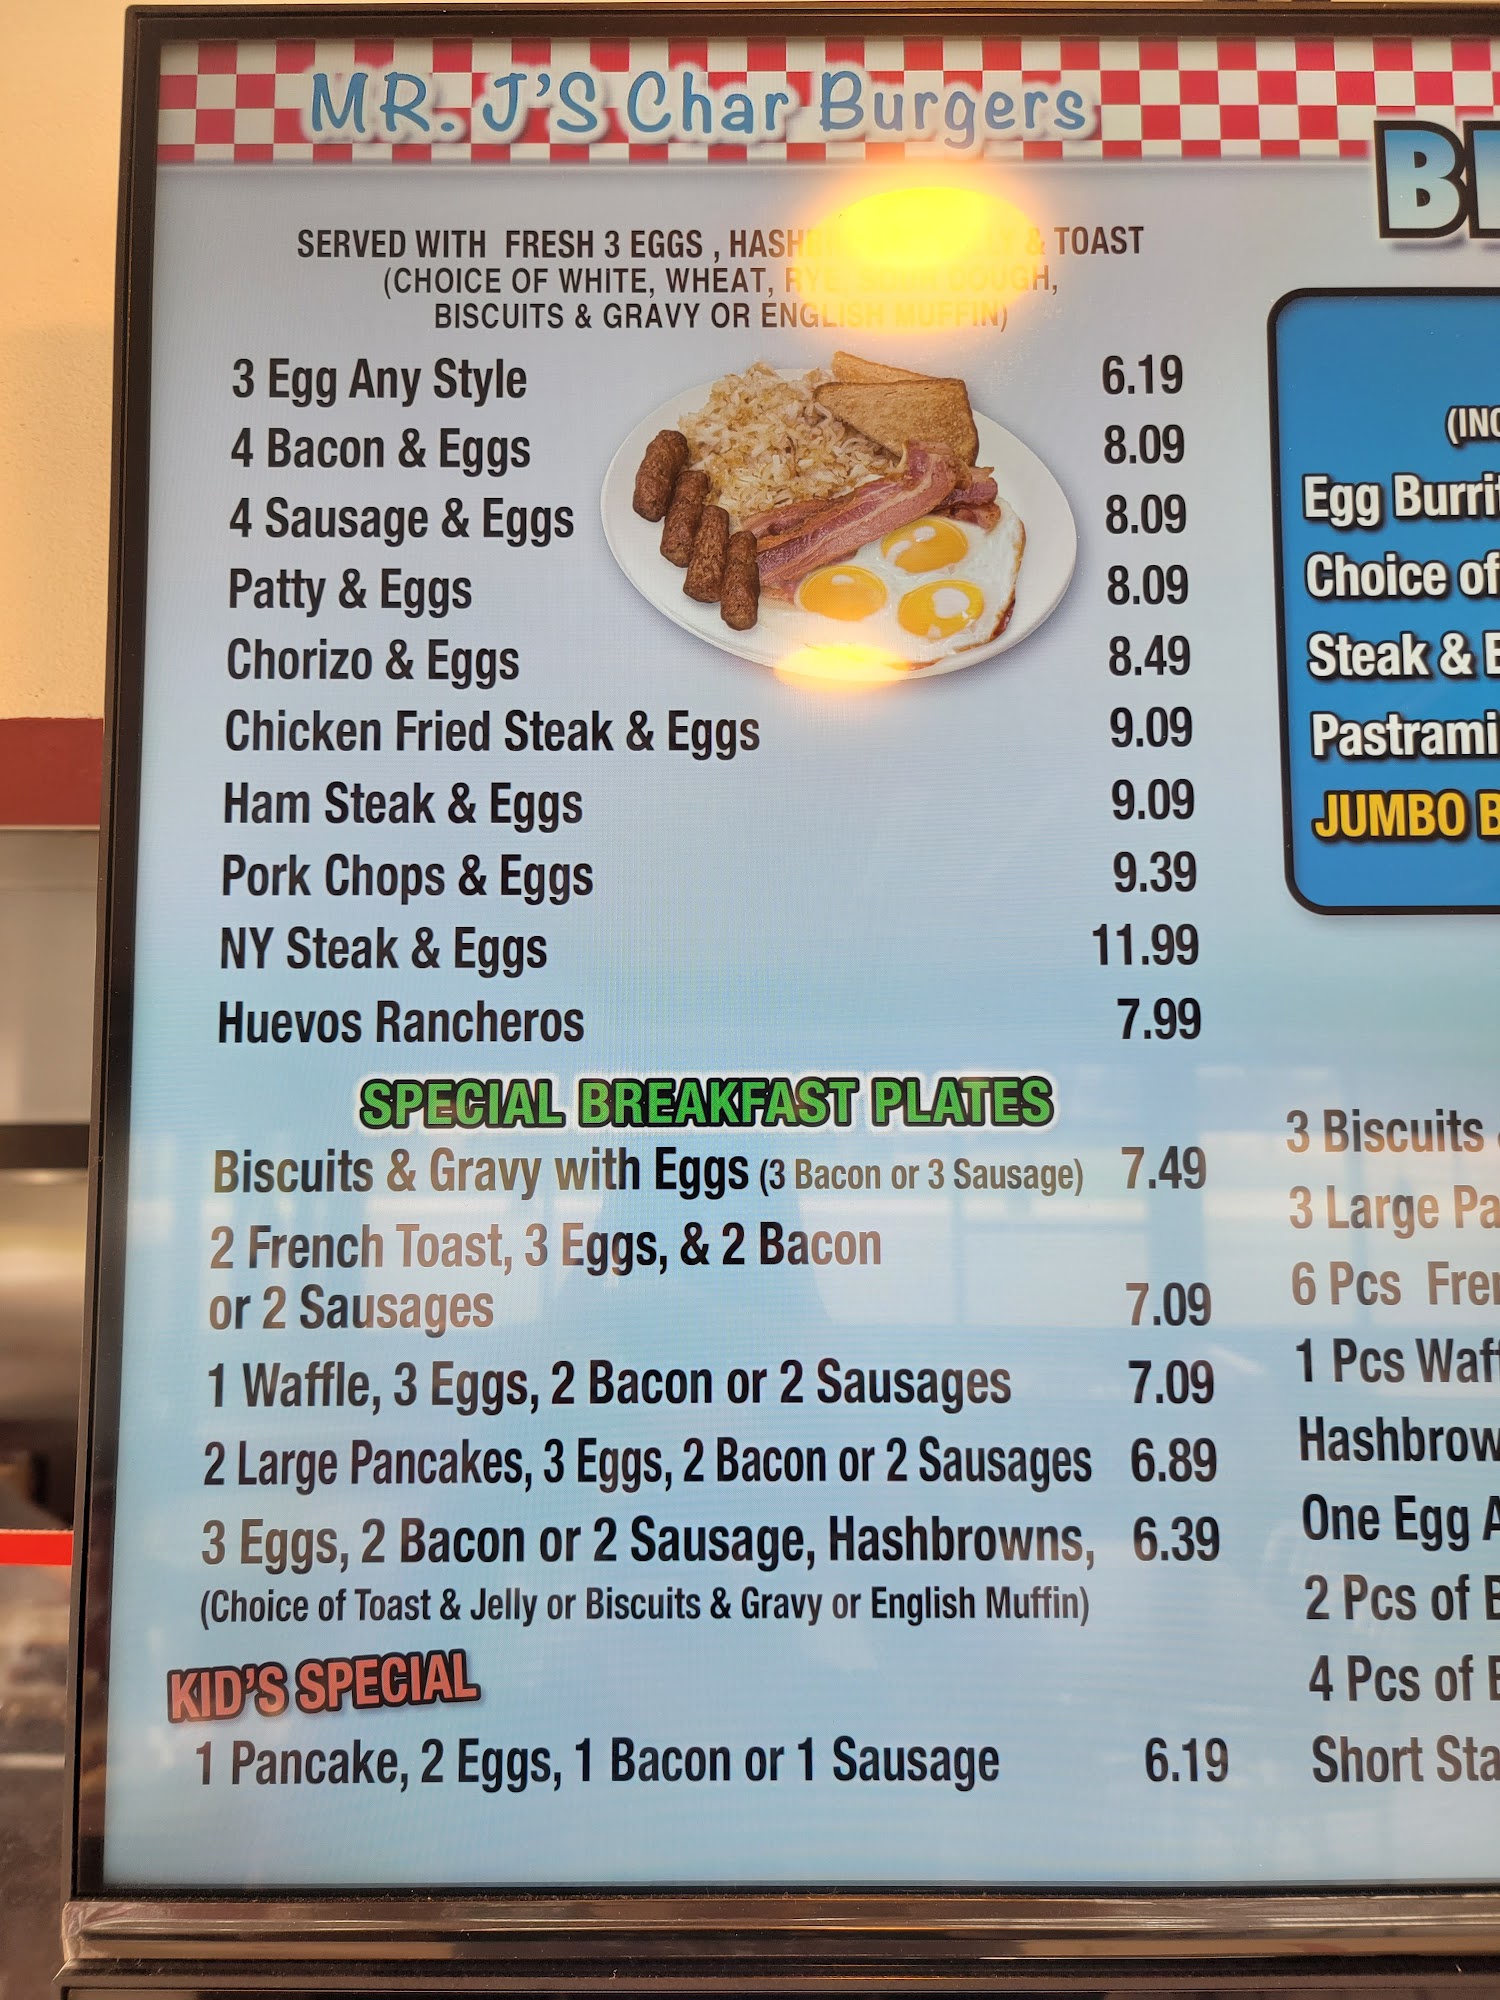 MR. J'S Char Burgers
SERVED WITH FRESH 3 EGGS , & TOAST
(CHOICE OF WHITE, WHEAT, RYE, SOUR DOUGH,
BISCUITS & GRAVY OR ENGLISH MUFFIN)
3 Egg Any Style 6.19
4 Bacon & Eggs 8.09
4 Sausage & Eggs 8.09
Patty & Eggs 8.09
Chorizo & Eggs 8.49
Chicken Fried Steak & Eggs 9.09
Ham Steak & Eggs 9.09
Pork Chops & Eggs 9.39
NY Steak & Eggs 11.99
Huevos Rancheros 7.99
SPECIAL BREAKFAST PLATES
Biscuits & Gravy with Eggs (3 Bacon or 3 Sausage) 7.49
2 French Toast, 3 Eggs, & 2 Bacon
or 2 Sausages 7.09
1 Waffle, 3 Eggs, 2 Bacon or 2 Sausages 7.09
2 Large Pancakes, 3 Eggs, 2 Bacon or 2 Sausages 6.89
3 Eggs, 2 Bacon or 2 Sausage, Hashbrowns, 6.39
(Choice of Toast & Jelly or Biscuits & Gravy or English Muffin)
KID'S SPECIAL
1 Pancake, 2 Eggs, 1 Bacon or 1 Sausage 6.19
Egg
Choice of
Steak &
Pastrami
JUMBO
3 Biscuits
3 Large
6 Pcs
1 Pcs
One Egg
2 Pcs of
4 Pcs of
Short